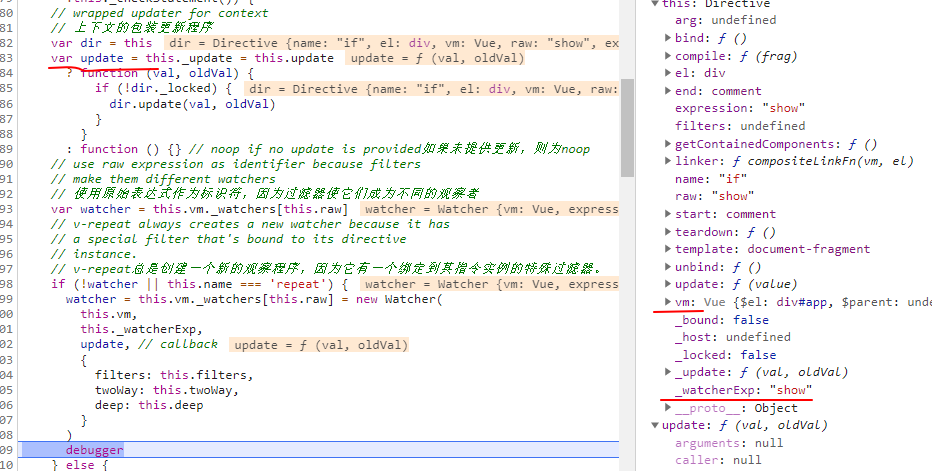 !this._checkStatement()) {
80 // wrapped updater for context
81 // 上下文的包装更新程序
82 var dir = this dir = Directive {name: "if", el: div, vm: Vue, raw: "show", ex
83 var update = this._update = this.update update = ƒ (val, oldVal)
84 ? function (val, oldVal) {
85 if (!dir._locked) { dir = Directive {name: "if", el: div, vm: Vue, raw:
86 dir.update(val, oldVal)
87 }
88 }
89 : function () {} // noop if no update is provided如果未提供更新，则为noop
90 // use raw expression as identifier because filters
91 // make them different watchers
92 // 使用原始表达式作为标识符，因为过滤器使它们成为不同的观察者
93 var watcher = this.vm._watchers[this.raw] watcher = Watcher {vm: Vue, express
94 // v-repeat always creates a new watcher because it has
95 // a special filter that's bound to its directive
96 // instance.
97 // v-repeat总是创建一个新的观察程序，因为它有一个绑定到其指令实例的特殊过滤器。
98 if (!watcher || this.name === 'repeat') { watcher = Watcher {vm: Vue, expres
99 watcher = this.vm._watchers[this.raw] = new Watcher(
00 this.vm,
01 this._watcherExp,
02 update, // callback update = ƒ (val, oldVal)
03 {
04 filters: this.filters,
05 twoWay: this.twoWay,
06 deep: this.deep
07 }
08 )
09 debugger
10 } else {
this: Directive
arg: undefined
bind: ƒ ()
compile: ƒ (frag)
el: div
end: comment
expression: "show"
filters: undefined
getContainedComponents: ƒ ()
linker: ƒ compositeLinkFn(vm, el)
name: "if"
raw: "show"
start: comment
teardown: ƒ ()
template: document-fragment
unbind: ƒ ()
update: ƒ (value)
vm: Vue {$el: div#app, $parent: unde
_bound: false
_host: undefined
_locked: false
_update: ƒ (val, oldVal)
_watcherExp: "show"
__proto__: Object
update: ƒ (val, oldVal)
arguments: null
caller: null